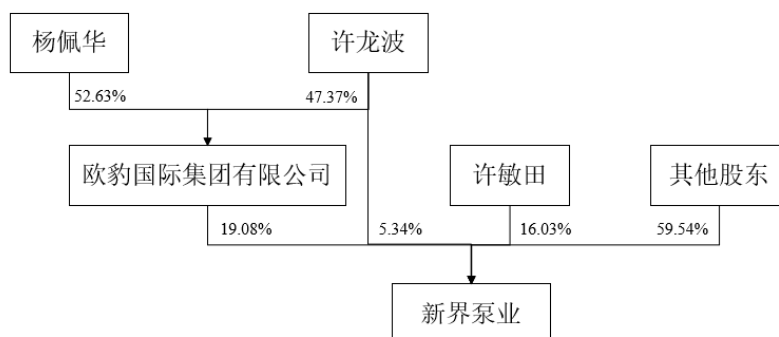 杨佩华
许龙波
52.63%
47.37%
欧豹国际集团有限公司
许敏田
其他股东
19.08%
5.34%
16.03%
59.54%
新界泵业